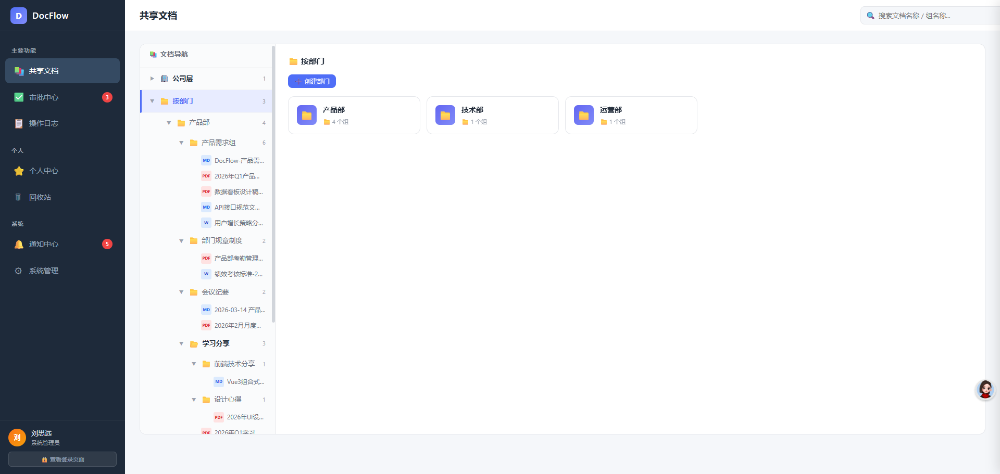 D DocFlow
主要功能
共享文档
审批中心 3
操作日志
个人
个人中心
回收站
系统
通知中心 5
系统管理
刘 刘思远
系统管理员
查看登录页面
共享文档
搜索文档名称 / 组名称...
文档导航
公司层 1
按部门 3
产品部 4
产品需求组 6
MD DocFlow-产品需...
PDF 2026年Q1产品...
PDF 数据看板设计稿...
MD API接口规范文...
W 用户增长策略分...
部门规章制度 2
PDF 产品部考勤管理...
W 绩效考核标准-2...
会议纪要 2
MD 2026-03-14 产品...
PDF 2026年2月月度...
学习分享 3
前端技术分享 1
MD Vue3组合式...
设计心得 1
PDF 2026年UI设...
PDF 2026年Q1学习
按部门
创建部门
产品部
4 个组
技术部
1 个组
运营部
1 个组